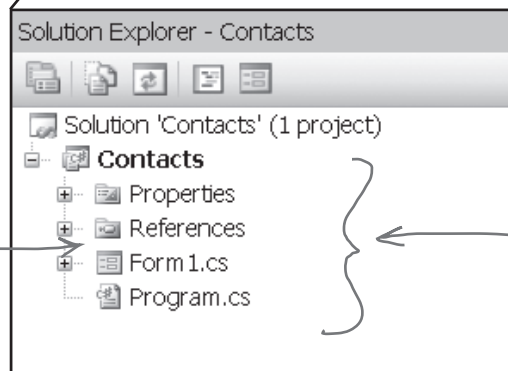 Solution Explorer - Contacts
Solution 'Contacts' (1 project)
Contacts
Properties
References
Form1.cs
Program.cs